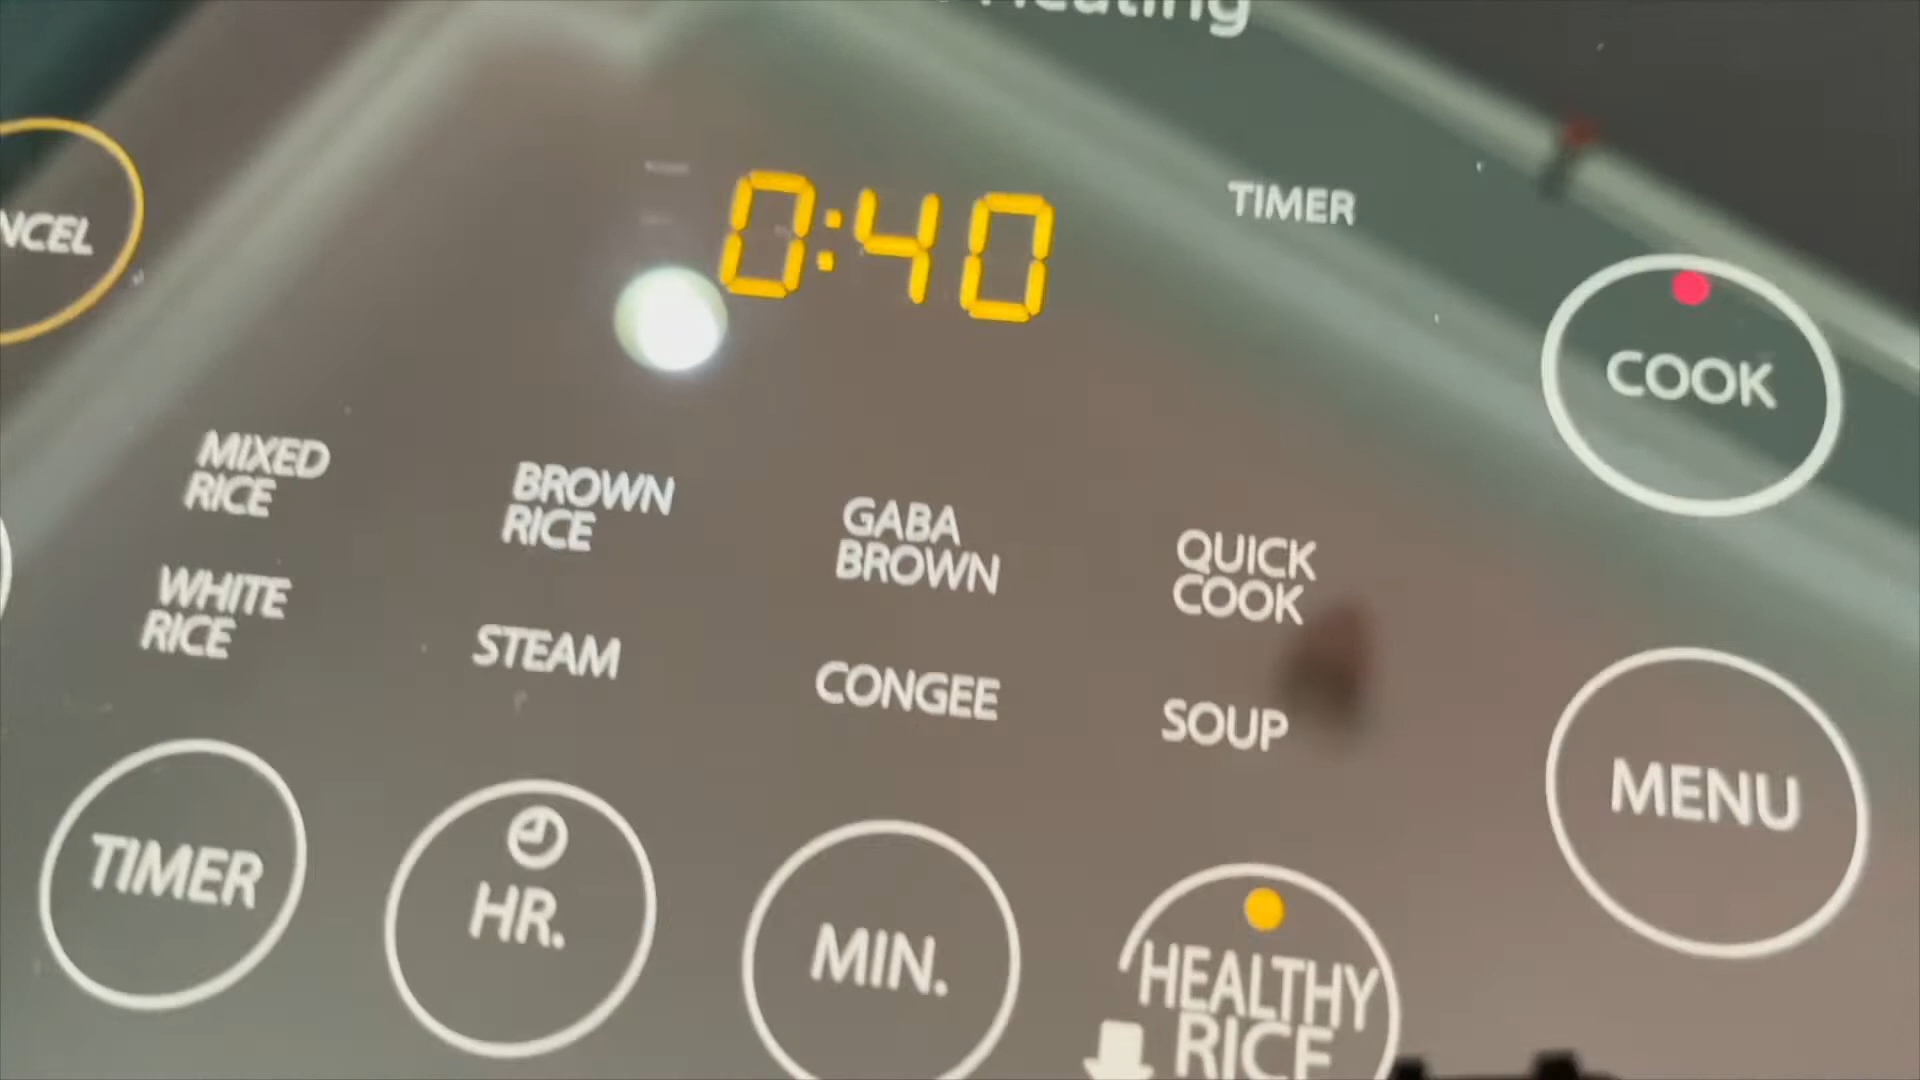 Heating
0:40
TIMER
NCEL
COOK
MIXED
RICE
BROWN
RICE
GABA
BROWN
QUICK
COOK
WHITE
RICE
STEAM
CONGEE
SOUP
MENU
TIMER
HR.
MIN.
HEALTHY
RICE